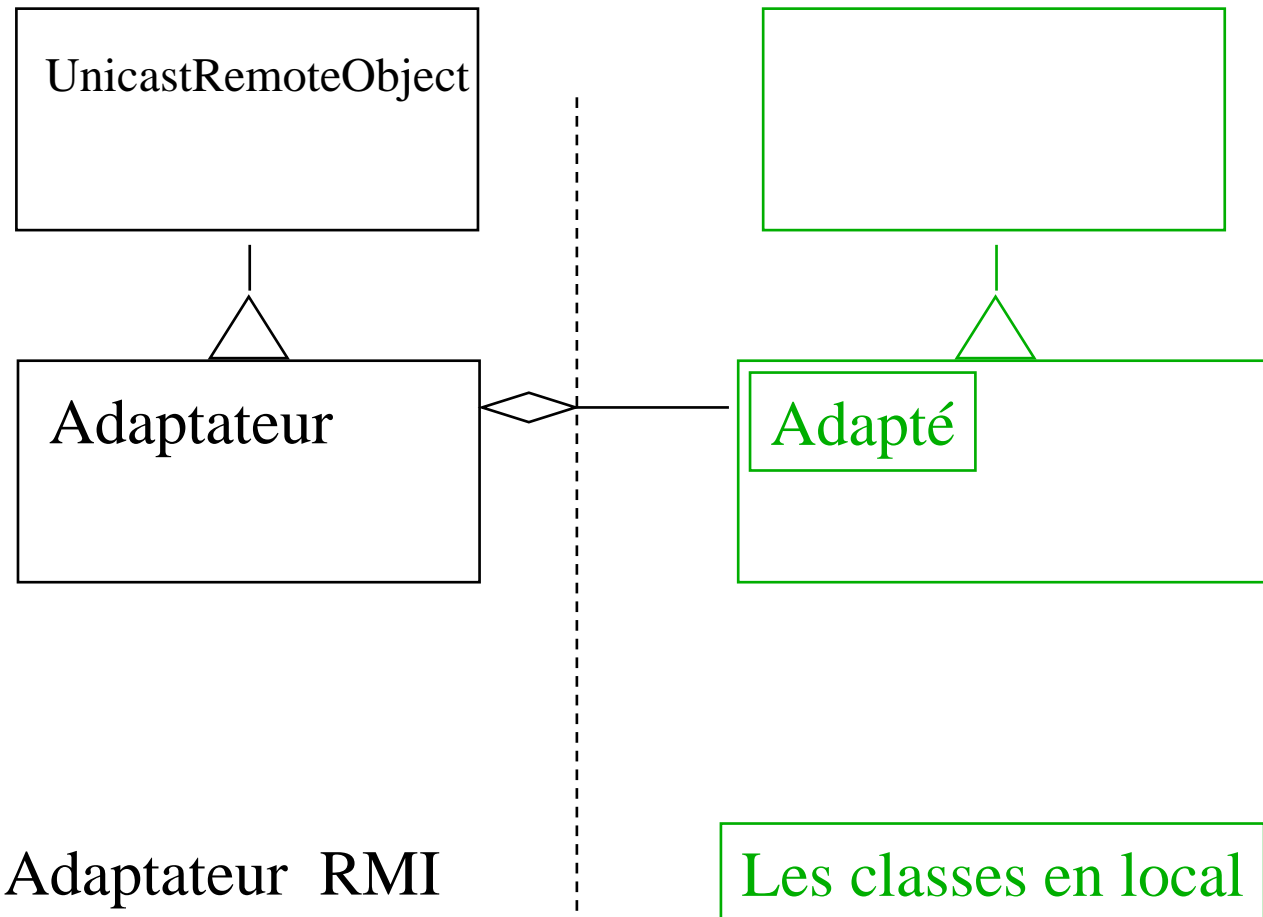 UnicastRemoteObject
Adaptateur
Adapté
Adaptateur RMI
Les classes en local